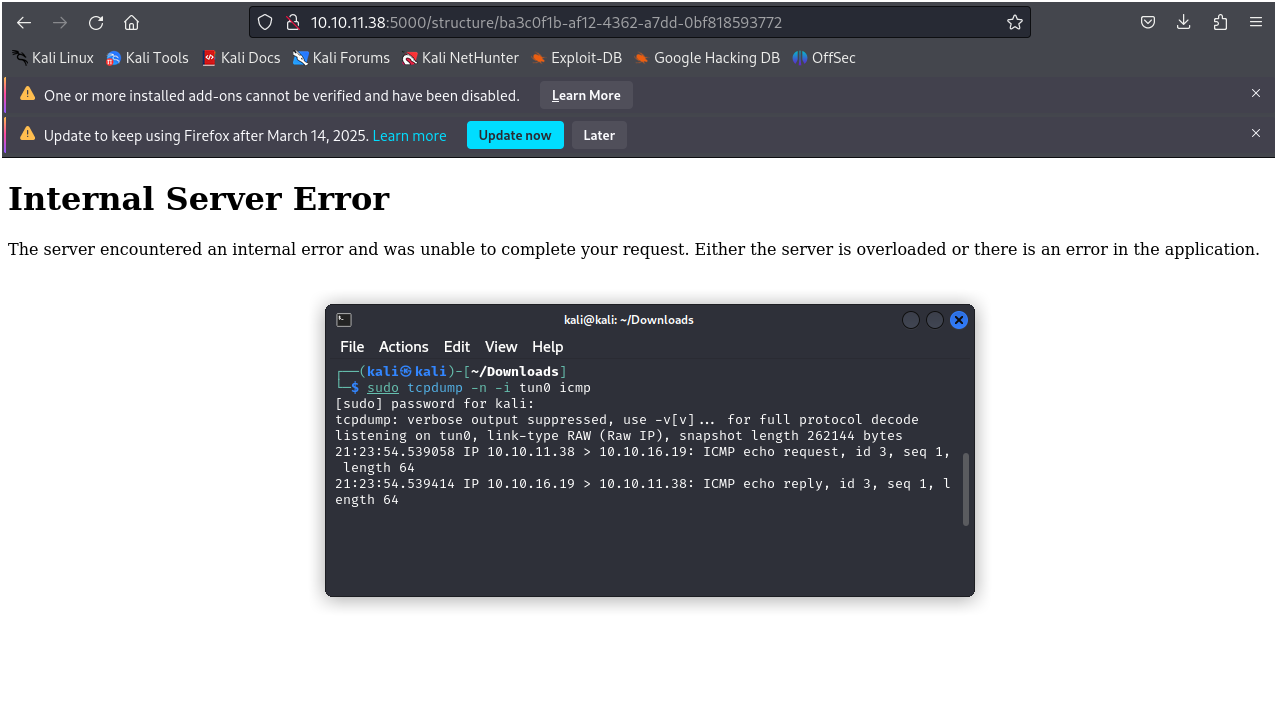 10.10.11.38:5000/structure/ba3c0f1b-af12-4362-a7dd-0bf818593772
Kali Linux Kali Tools Kali Docs Kali Forums Kali NetHunter Exploit-DB Google Hacking DB OffSec
One or more installed add-ons cannot be verified and have been disabled. Learn More
Update to keep using Firefox after March 14, 2025. Learn more Update now Later
Internal Server Error
The server encountered an internal error and was unable to complete your request. Either the server is overloaded or there is an error in the application.
kali@kali: ~/Downloads
File Actions Edit View Help
┌──(kali㉿kali)-[~/Downloads]
└─$ sudo tcpdump -n -i tun0 icmp
[sudo] password for kali:
tcpdump: verbose output suppressed, use -v[v]... for full protocol decode
listening on tun0, link-type RAW (Raw IP), snapshot length 262144 bytes
21:23:54.539058 IP 10.10.11.38 > 10.10.16.19: ICMP echo request, id 3, seq 1,
 length 64
21:23:54.539414 IP 10.10.16.19 > 10.10.11.38: ICMP echo reply, id 3, seq 1, l
ength 64